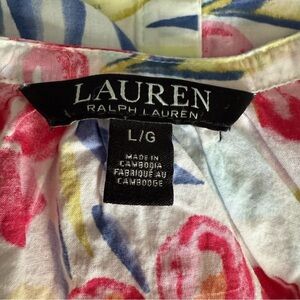 LAUREN
RALPH LAUREN
L/G
MADE IN
CAMBODIA
FABRIQUÉ AU
CAMBODGE